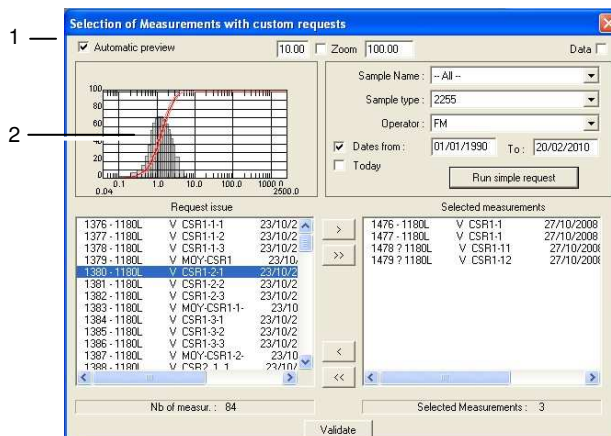 Selection of Measurements with custom requests
1
Automatic preview
10.00
Zoom
100.00
Data
2
100
80
60
40
20
0
0.04
0.1
1.0
10.0
100.0
1000.0
2500.0
Sample Name : -- All --
Sample type : 2255
Operator : FM
Dates from : 01/01/1990 To : 20/02/2010
Today
Run simple request
Request issue
1376 - 1180L V CSR1-1-1 23/10/2
1377 - 1180L V CSR1-1-2 23/10/2
1378 - 1180L V CSR1-1-3 23/10/2
1379 - 1180L V MOY-CSR1 23/10/
1380 - 1180L V CSR1-2-1 23/10/2
1381 - 1180L V CSR1-2-2 23/10/2
1382 - 1180L V CSR1-2-3 23/10/2
1383 - 1180L V MOY-CSR1-1- 23/10
1384 - 1180L V CSR1-3-1 23/10/2
1385 - 1180L V CSR1-3-2 23/10/2
1386 - 1180L V CSR1-3-3 23/10/2
1387 - 1180L V MOY-CSR1-2- 23/10
1388 - 1180L V CSR2_1_1 23/10/2
>
>>
<
<<
Selected measurements
1476 - 1180L V CSR1-1 27/10/2008
1477 - 1180L V CSR1-1 27/10/2008
1478 ? 1180L V CSR1-11 27/10/2008
1479 ? 1180L V CSR1-12 27/10/2008
Nb of measur. : 84
Selected Measurements : 3
Validate